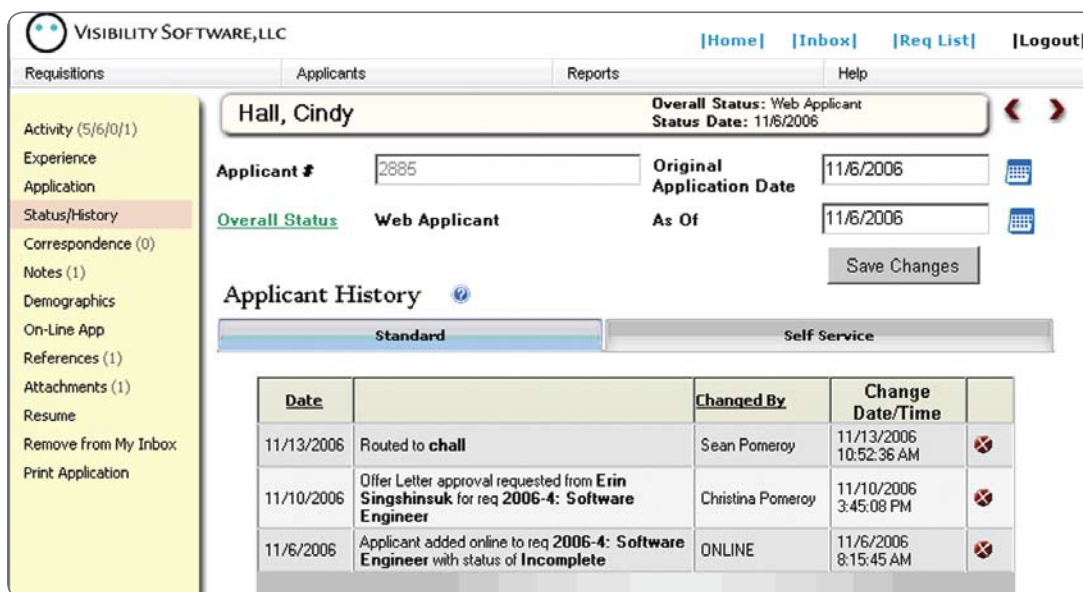 VISIBILITY SOFTWARE,LLC
|Home| |Inbox| |Req List| |Logout|
Requisitions Applicants Reports Help
Activity (5/6/0/1)
Experience
Application
Status/History
Correspondence (0)
Notes (1)
Demographics
On-Line App
References (1)
Attachments (1)
Resume
Remove from My Inbox
Print Application
Hall, Cindy
Overall Status: Web Applicant
Status Date: 11/6/2006
Applicant # 2885
Original
Application Date 11/6/2006
Overall Status Web Applicant
As Of 11/6/2006
Save Changes
Applicant History ?
Standard Self Service
Date Changed By Change
Date/Time
11/13/2006 Routed to chall Sean Pomeroy 11/13/2006
10:52:36 AM
11/10/2006 Offer Letter approval requested from Erin
Singshinsuk for req 2006-4: Software
Engineer
Christina Pomeroy 11/10/2006
3:45:08 PM
11/6/2006 Applicant added online to req 2006-4: Software
Engineer with status of Incomplete
ONLINE 11/6/2006
8:15:45 AM